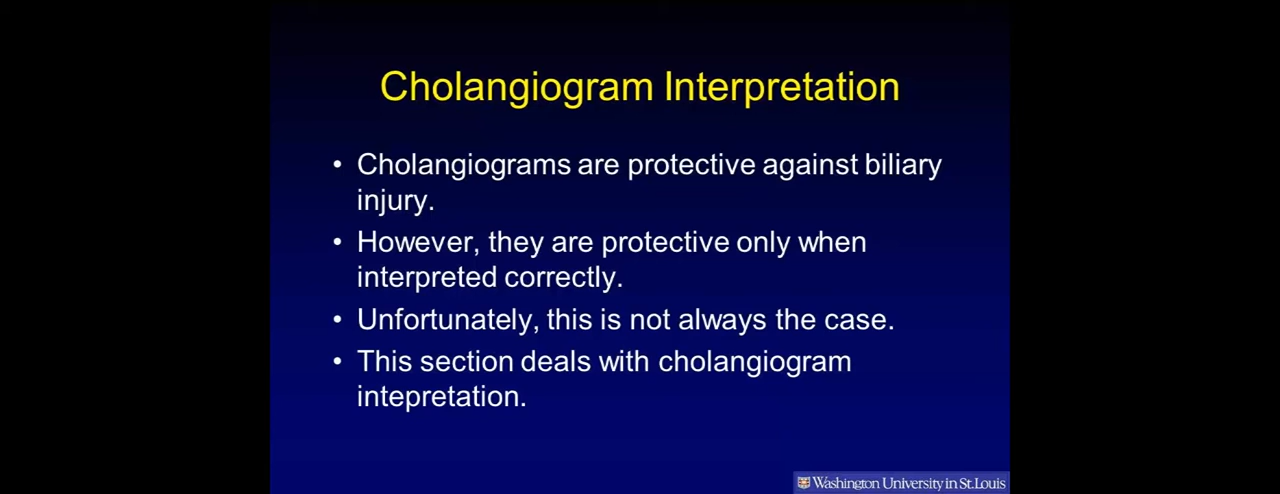 Cholangiogram Interpretation
• Cholangiograms are protective against biliary
injury.
• However, they are protective only when
interpreted correctly.
• Unfortunately, this is not always the case.
• This section deals with cholangiogram
intepretation.
Washington University in St. Louis